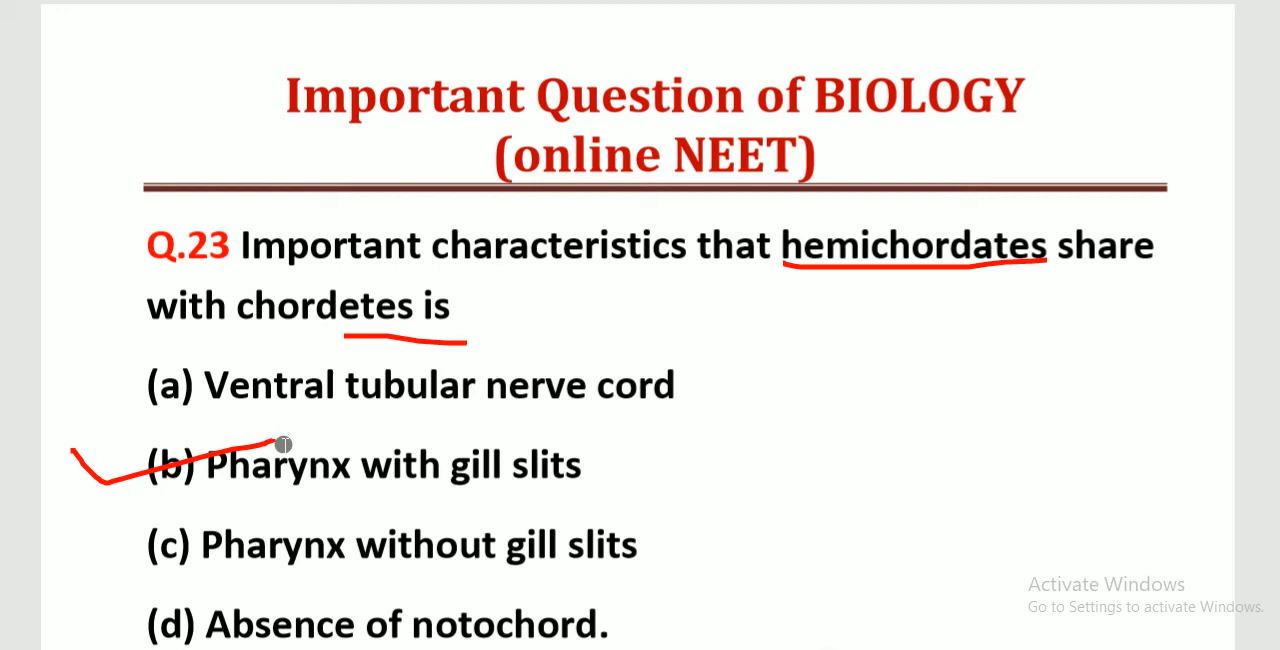 Important Question of BIOLOGY
(online NEET)
Q.23 Important characteristics that hemichordates share
with chordetes is
(a) Ventral tubular nerve cord
(b) Pharynx with gill slits
(c) Pharynx without gill slits
(d) Absence of notochord.
Activate Windows
Go to Settings to activate Windows.